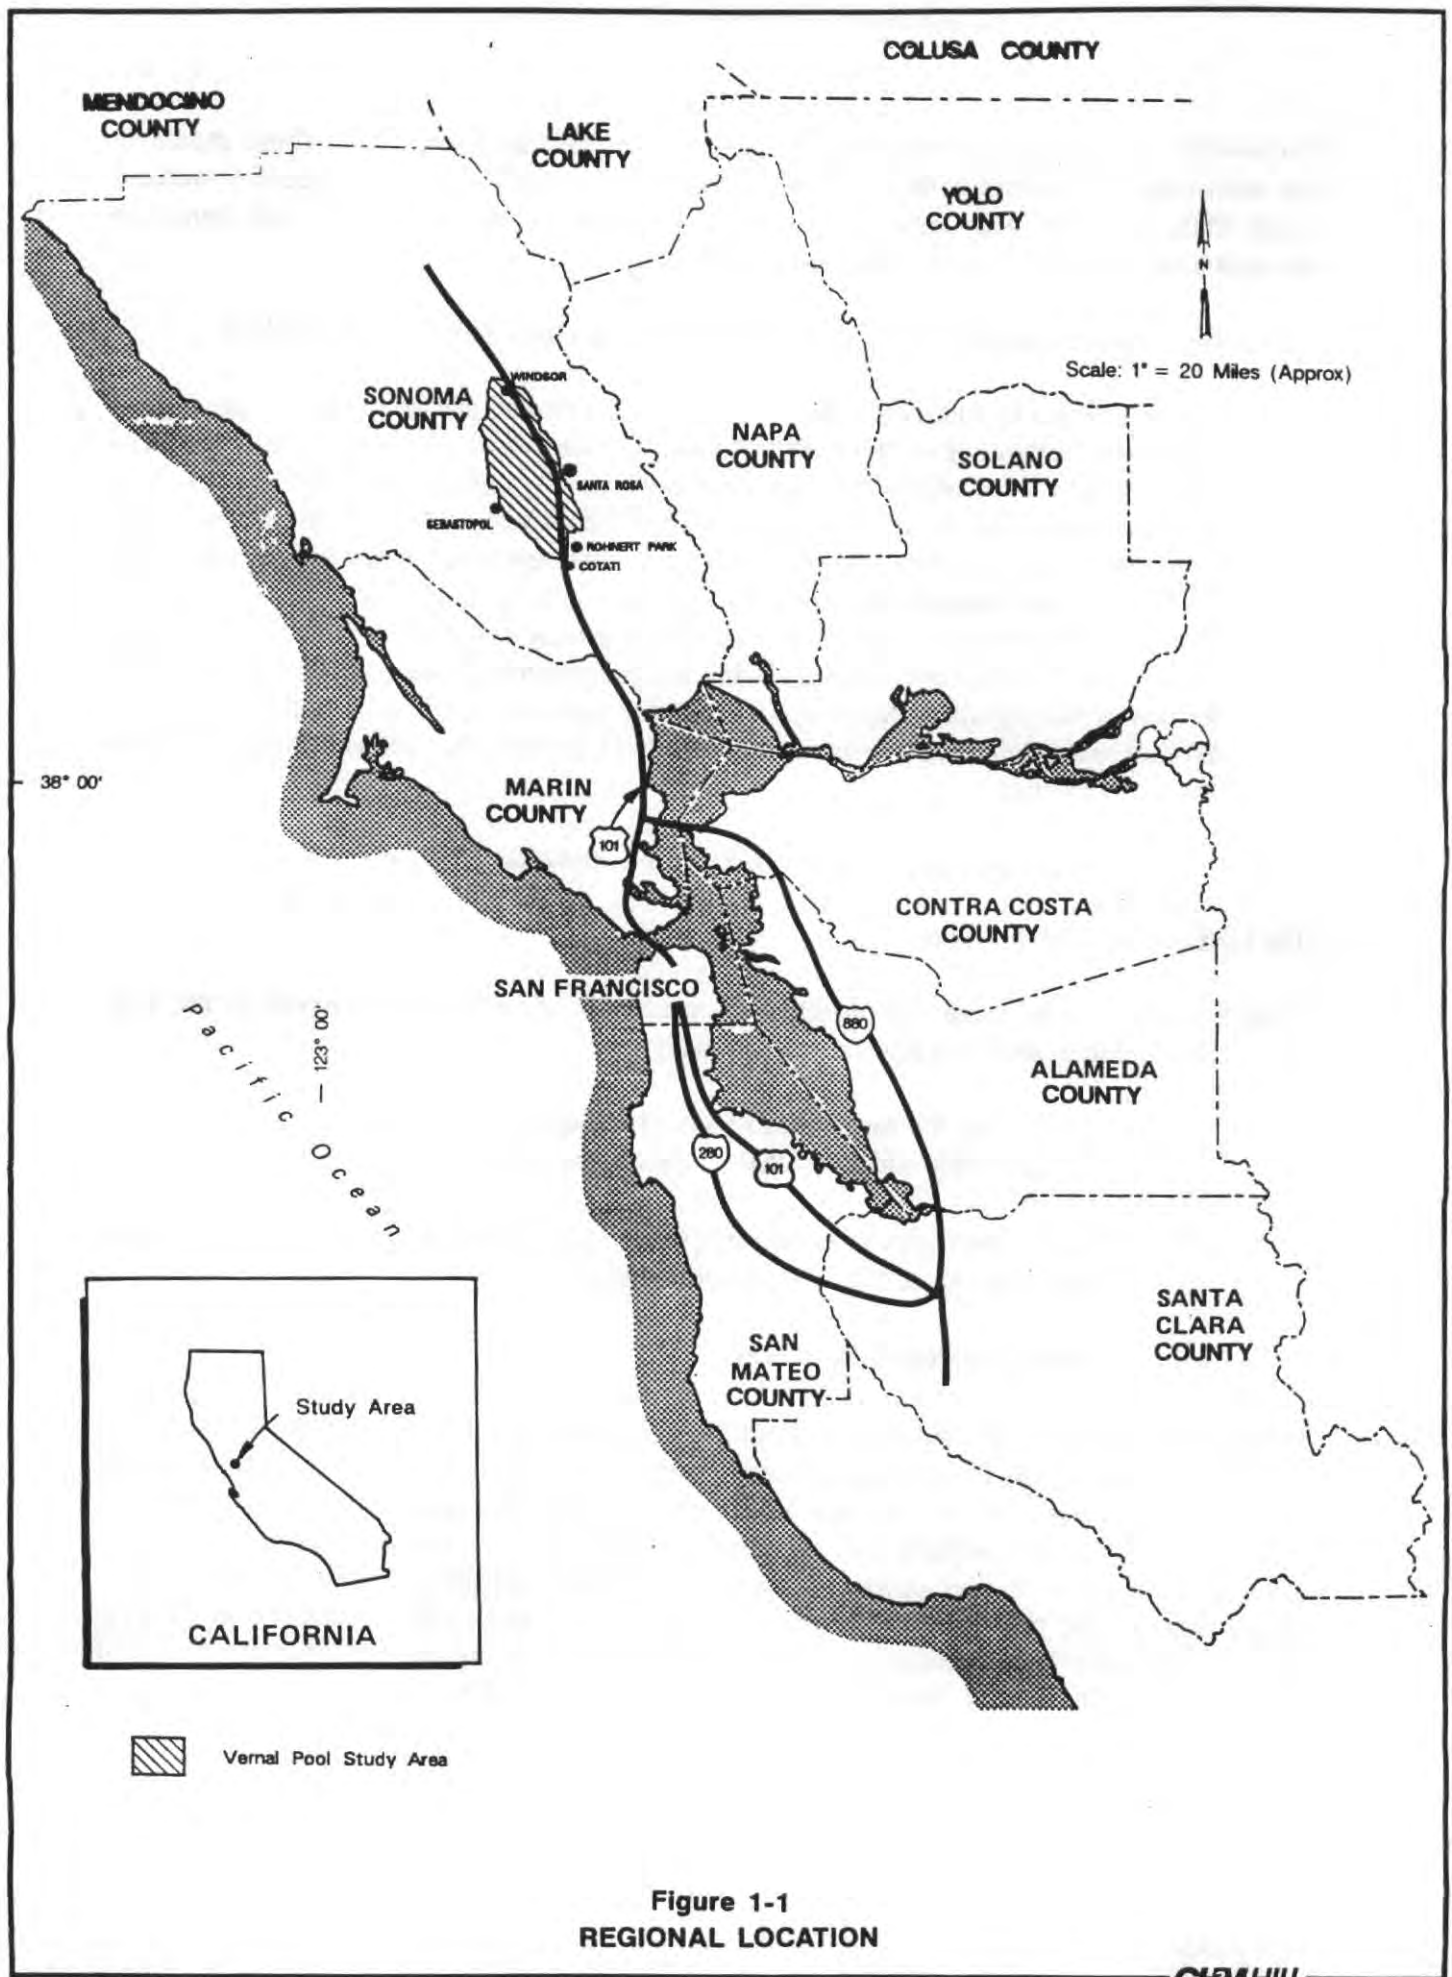 COLUSA COUNTY
MENDOCINO
COUNTY
LAKE
COUNTY
YOLO
COUNTY
N
Scale: 1" = 20 Miles (Approx)
WINDSOR
SONOMA
COUNTY
NAPA
COUNTY
SOLANO
COUNTY
SANTA ROSA
SEBASTOPOL
ROHNERT PARK
COTATI
38° 00'
MARIN
COUNTY
101
CONTRA COSTA
COUNTY
SAN FRANCISCO
Pacific Ocean
123° 00'
880
ALAMEDA
COUNTY
280
101
SANTA
CLARA
COUNTY
SAN
MATEO
COUNTY
Study Area
CALIFORNIA
Vernal Pool Study Area
Figure 1-1
REGIONAL LOCATION